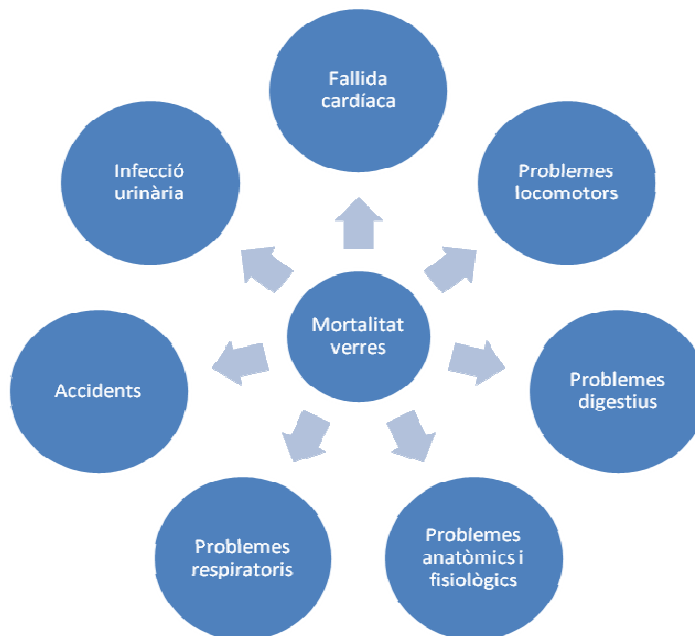 Fallida
cardíaca
Problemes
locomotors
Problemes
digestius
Problemes
anatòmics i
fisiològics
Problemes
respiratoris
Accidents
Infecció
urinària
Mortalitat
verres